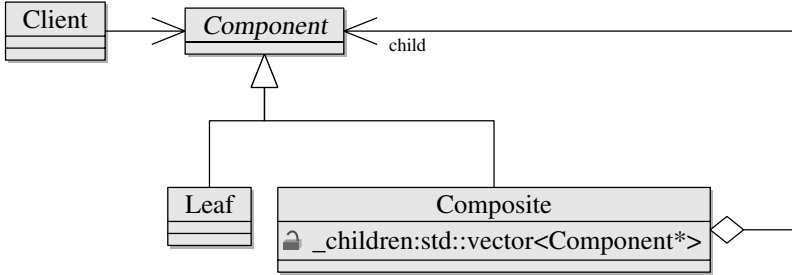 Client
Component
child
Leaf
Composite
_children:std::vector<Component*>